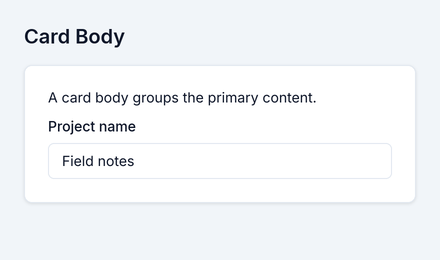 Card Body
A card body groups the primary content.
Project name
Field notes